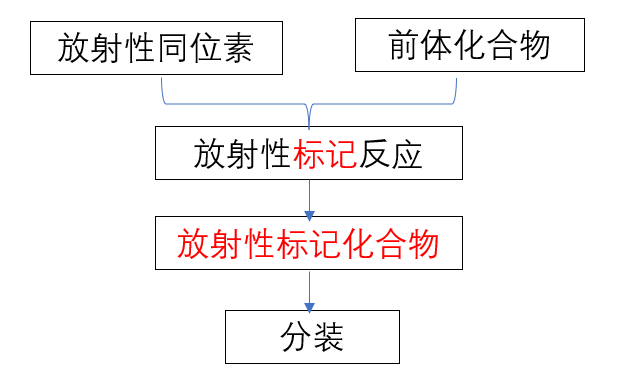 放射性同位素
前体化合物
放射性标记反应
放射性标记化合物
分装